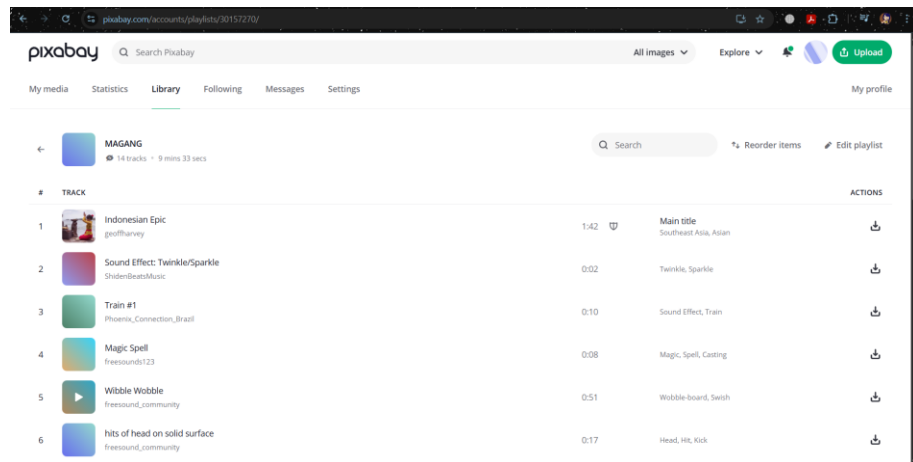 pixabay.com/accounts/playlists/30157270/
pixabay
Search Pixabay
All images
Explore
Upload
My media
Statistics
Library
Following
Messages
Settings
My profile
MAGANG
14 tracks • 9 mins 33 secs
Search
Reorder items
Edit playlist
# TRACK ACTIONS
1 Indonesian Epic 1:42 Main title
geoffharvey Southeast Asia, Asian
2 Sound Effect: Twinkle/Sparkle 0:02 Twinkle, Sparkle
ShidenBeatsMusic
3 Train #1 0:10 Sound Effect, Train
Phoenix_Connection_Brazil
4 Magic Spell 0:08 Magic, Spell, Casting
freesounds123
5 Wibble Wobble 0:51 Wobble-board, Swish
freesound_community
6 hits of head on solid surface 0:17 Head, Hit, Kick
freesound_community